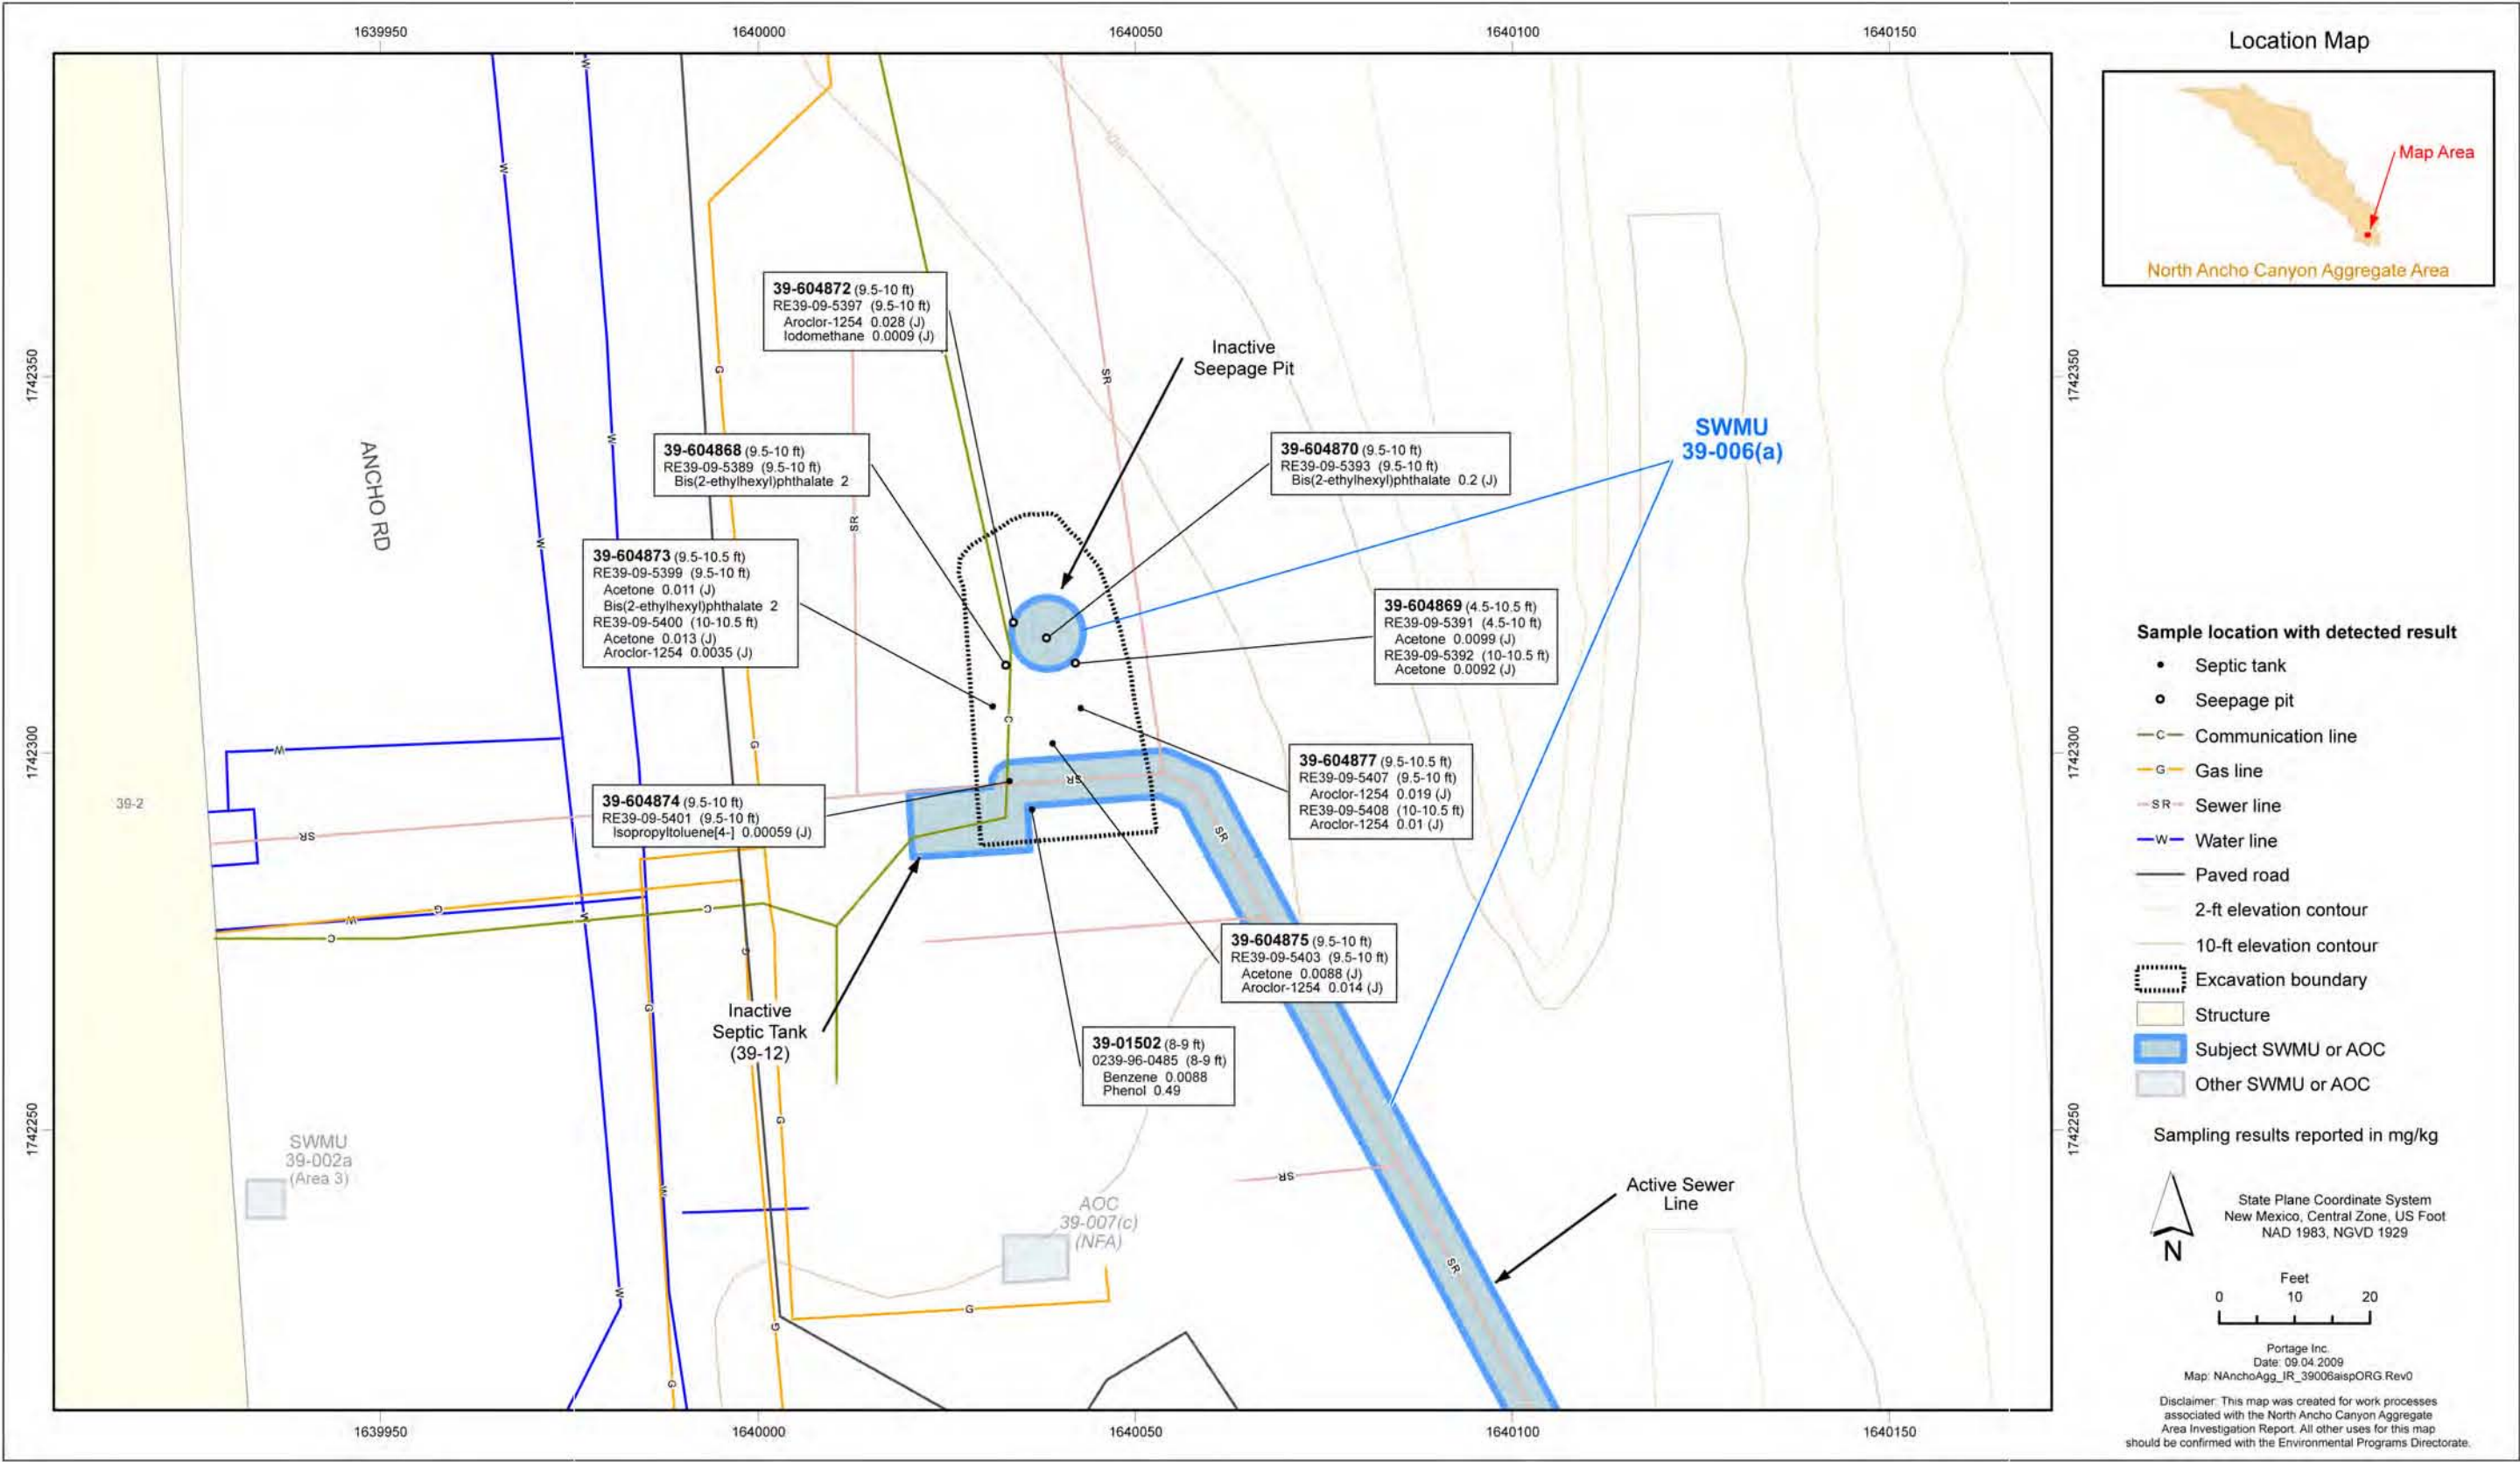 1639950
1640000
1640050
1640100
1640150
Location Map
Map Area
North Ancho Canyon Aggregate Area
1742350
1742300
1742250
1742350
1742300
1742250
ANCHO RD
39-2
39-604872 (9.5-10 ft)
RE39-09-5397 (9.5-10 ft)
Aroclor-1254 0.028 (J)
Iodomethane 0.0009 (J)
Inactive
Seepage Pit
39-604868 (9.5-10 ft)
RE39-09-5389 (9.5-10 ft)
Bis(2-ethylhexyl)phthalate 2
39-604870 (9.5-10 ft)
RE39-09-5393 (9.5-10 ft)
Bis(2-ethylhexyl)phthalate 0.2 (J)
SWMU
39-006(a)
39-604873 (9.5-10.5 ft)
RE39-09-5399 (9.5-10 ft)
Acetone 0.011 (J)
Bis(2-ethylhexyl)phthalate 2
RE39-09-5400 (10-10.5 ft)
Acetone 0.013 (J)
Aroclor-1254 0.0035 (J)
39-604869 (4.5-10.5 ft)
RE39-09-5391 (4.5-10 ft)
Acetone 0.0099 (J)
RE39-09-5392 (10-10.5 ft)
Acetone 0.0092 (J)
39-604877 (9.5-10.5 ft)
RE39-09-5407 (9.5-10 ft)
Aroclor-1254 0.019 (J)
RE39-09-5408 (10-10.5 ft)
Aroclor-1254 0.01 (J)
39-604874 (9.5-10 ft)
RE39-09-5401 (9.5-10 ft)
Isopropyltoluene[4-] 0.00059 (J)
39-604875 (9.5-10 ft)
RE39-09-5403 (9.5-10 ft)
Acetone 0.0088 (J)
Aroclor-1254 0.014 (J)
Inactive
Septic Tank
(39-12)
39-01502 (8-9 ft)
0239-96-0485 (8-9 ft)
Benzene 0.0088
Phenol 0.49
SWMU
39-002a
(Area 3)
AOC
39-007(c)
(NFA)
Active Sewer
Line
W
W
W
W
W
W
W
W
W
W
W
W
G
G
G
G
G
G
G
G
G
C
C
C
SR
SR
SR
SR
SR
SR
SR
Sample location with detected result
Septic tank
Seepage pit
C Communication line
G Gas line
SR Sewer line
W Water line
Paved road
2-ft elevation contour
10-ft elevation contour
Excavation boundary
Structure
Subject SWMU or AOC
Other SWMU or AOC
Sampling results reported in mg/kg
N
State Plane Coordinate System
New Mexico, Central Zone, US Foot
NAD 1983, NGVD 1929
Feet
0 10 20
Portage Inc.
Date: 09.04.2009
Map: NAnchoAgg_IR_39006aispORG.Rev0
Disclaimer: This map was created for work processes
associated with the North Ancho Canyon Aggregate
Area Investigation Report. All other uses for this map
should be confirmed with the Environmental Programs Directorate.
1639950
1640000
1640050
1640100
1640150